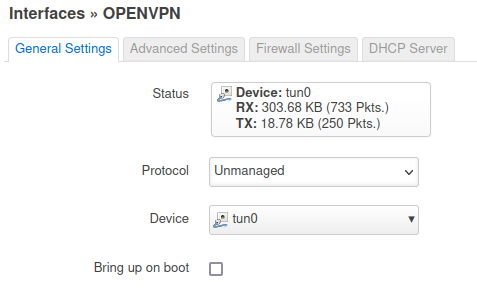 Interfaces » OPENVPN
General Settings Advanced Settings Firewall Settings DHCP Server
Status
Device: tun0
RX: 303.68 KB (733 Pkts.)
TX: 18.78 KB (250 Pkts.)
Protocol Unmanaged
Device tun0
Bring up on boot